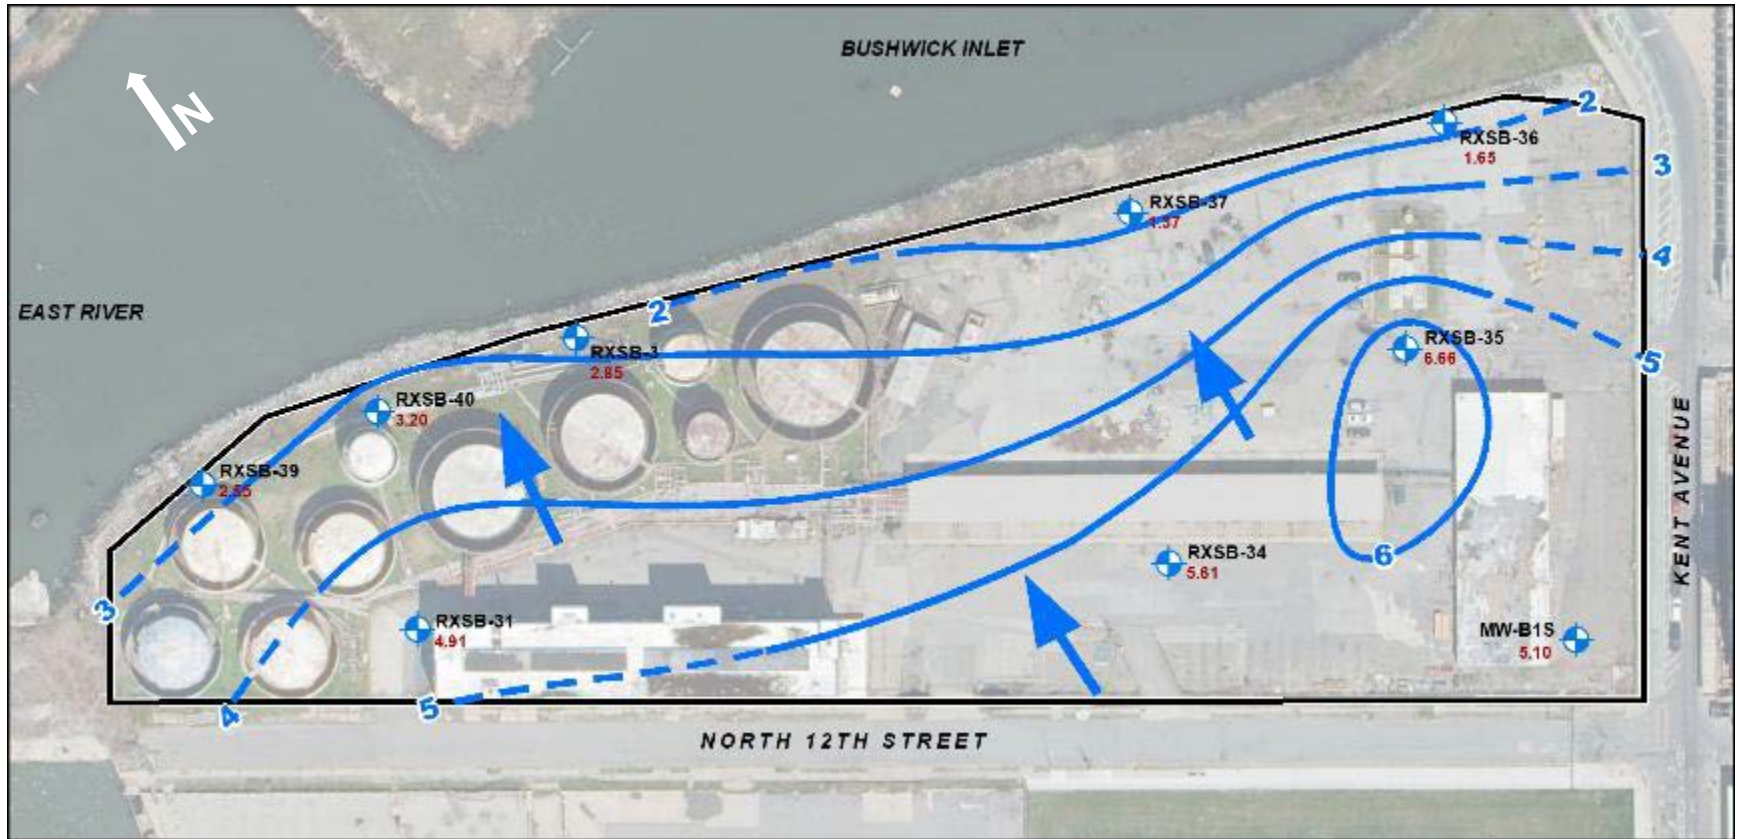 BUSHWICK INLET
N
2
RXSB-36
1.65
3
RXSB-37
1.37
4
EAST RIVER
2
RXSB-3
2.85
RXSB-35
6.66
5
RXSB-40
3.20
RXSB-39
2.55
KENT AVENUE
6
RXSB-34
5.61
3
RXSB-31
4.91
MW-B1S
5.10
4
5
NORTH 12TH STREET